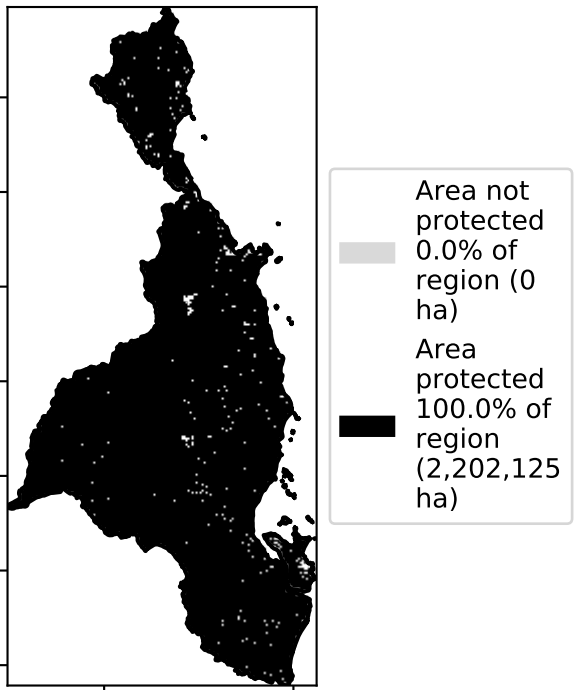 Area not
protected
0.0% of
region (0
ha)
Area
protected
100.0% of
region
(2,202,125
ha)